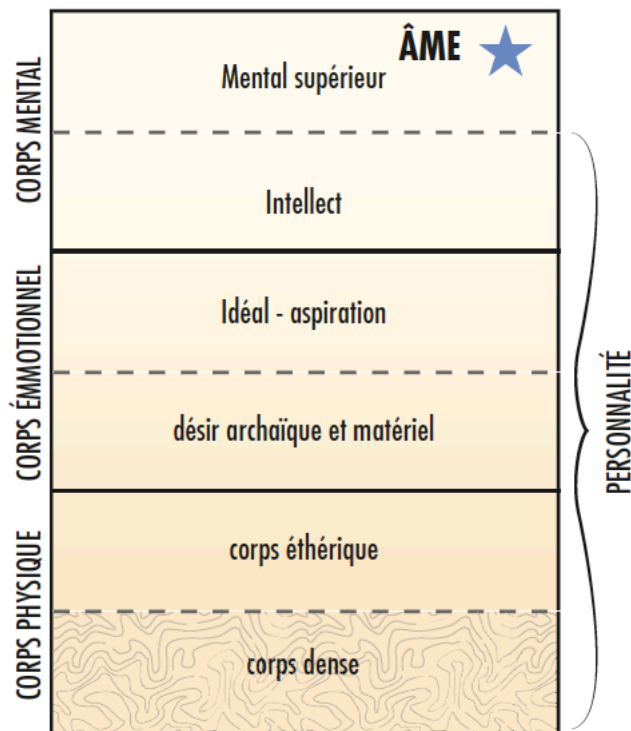 CORPS MENTAL
ÂME
Mental supérieur
Intellect
CORPS ÉMMOTIONNEL
Idéal - aspiration
désir archaïque et matériel
CORPS PHYSIQUE
corps éthérique
corps dense
PERSONNALITÉ